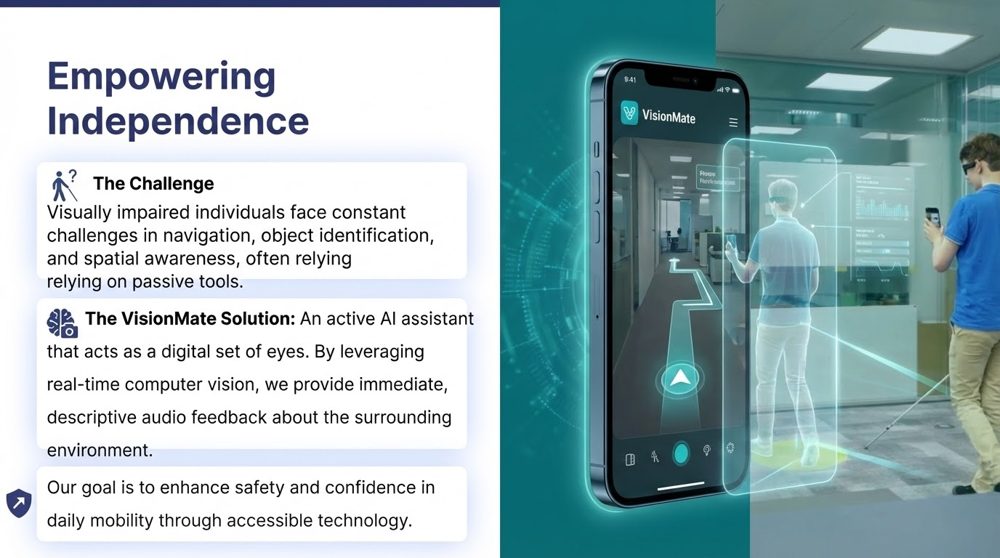 Empowering
Independence
?
The Challenge
Visually impaired individuals face constant
challenges in navigation, object identification,
and spatial awareness, often relying
relying on passive tools.
The VisionMate Solution: An active AI assistant
that acts as a digital set of eyes. By leveraging
real-time computer vision, we provide immediate,
descriptive audio feedback about the surrounding
environment.
Our goal is to enhance safety and confidence in
daily mobility through accessible technology.
9:41
VisionMate